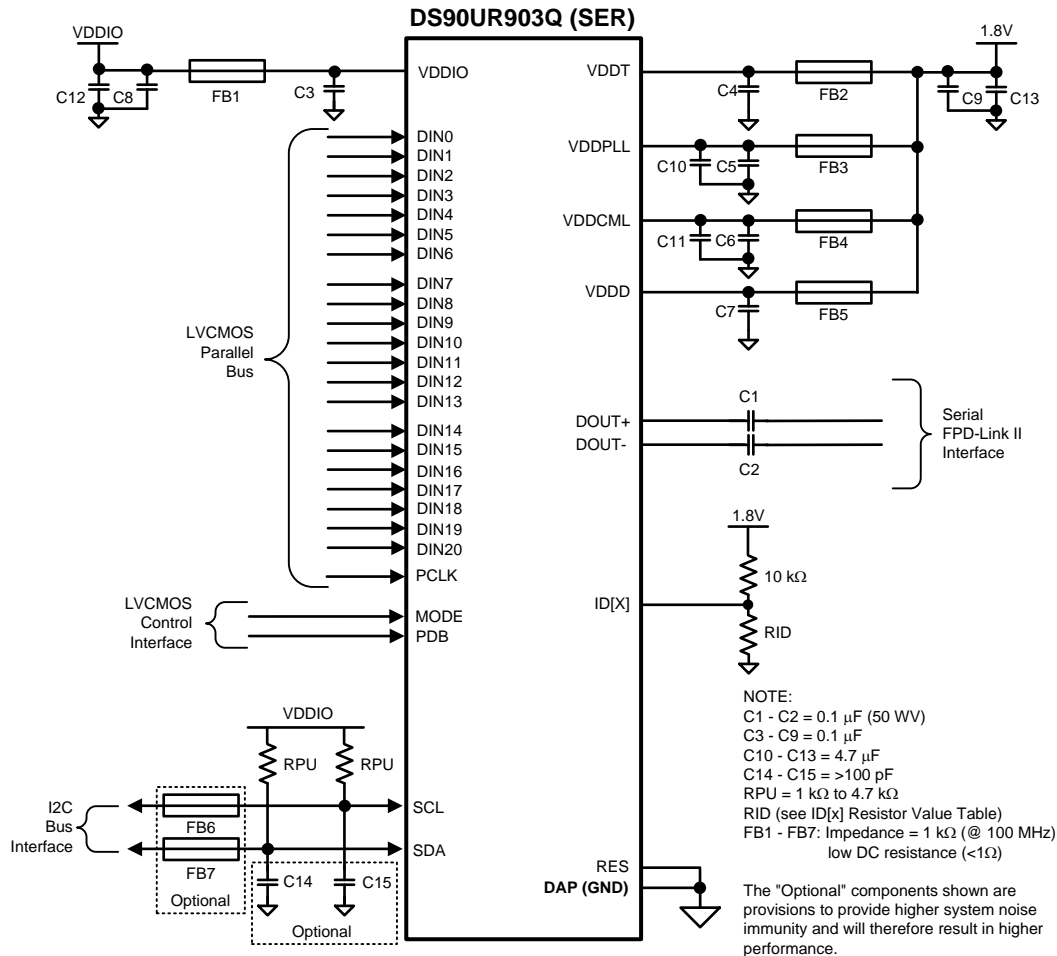 DS90UR903Q (SER)
VDDIO
C12
C8
FB1
C3
VDDIO
LVCMOS
Parallel
Bus
DIN0
DIN1
DIN2
DIN3
DIN4
DIN5
DIN6
DIN7
DIN8
DIN9
DIN10
DIN11
DIN12
DIN13
DIN14
DIN15
DIN16
DIN17
DIN18
DIN19
DIN20
PCLK
LVCMOS
Control
Interface
MODE
PDB
VDDIO
RPU
RPU
I2C
Bus
Interface
FB6
FB7
Optional
SCL
SDA
C14
C15
Optional
1.8V
VDDT
C4
FB2
C9
C13
VDDPLL
C10
C5
FB3
VDDCML
C11
C6
FB4
VDDD
C7
FB5
DOUT+
DOUT-
C1
C2
Serial
FPD-Link II
Interface
1.8V
10 kΩ
ID[X]
RID
RES
DAP (GND)
NOTE:
C1 - C2 = 0.1 μF (50 WV)
C3 - C9 = 0.1 μF
C10 - C13 = 4.7 μF
C14 - C15 = >100 pF
RPU = 1 kΩ to 4.7 kΩ
RID (see ID[x] Resistor Value Table)
FB1 - FB7: Impedance = 1 kΩ (@ 100 MHz)
low DC resistance (<1Ω)
The "Optional" components shown are
provisions to provide higher system noise
immunity and will therefore result in higher
performance.